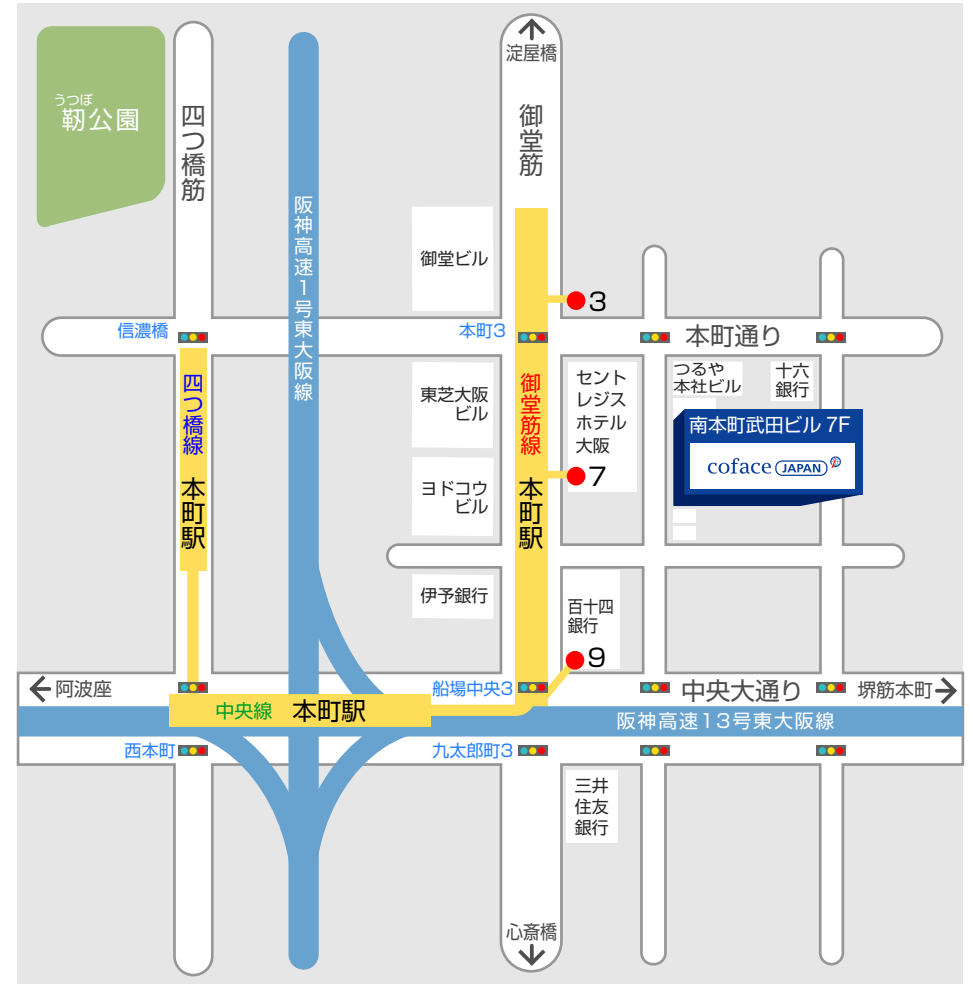 淀屋橋
うつぼ
靭公園
四つ橋筋
御堂筋
阪神高速1号東大阪線
御堂ビル
3
信濃橋
本町3
本町通り
四つ橋線
本町駅
東芝大阪
ビル
御堂筋線
本町駅
セント
レジス
ホテル
大阪
つるや
本社ビル
十六
銀行
南本町武田ビル 7F
coface JAPAN
ヨドコウ
ビル
7
伊予銀行
百十四
銀行
9
阿波座
船場中央3
中央大通り
堺筋本町
中央線 本町駅
阪神高速13号東大阪線
西本町
九太郎町3
三井
住友
銀行
心斎橋